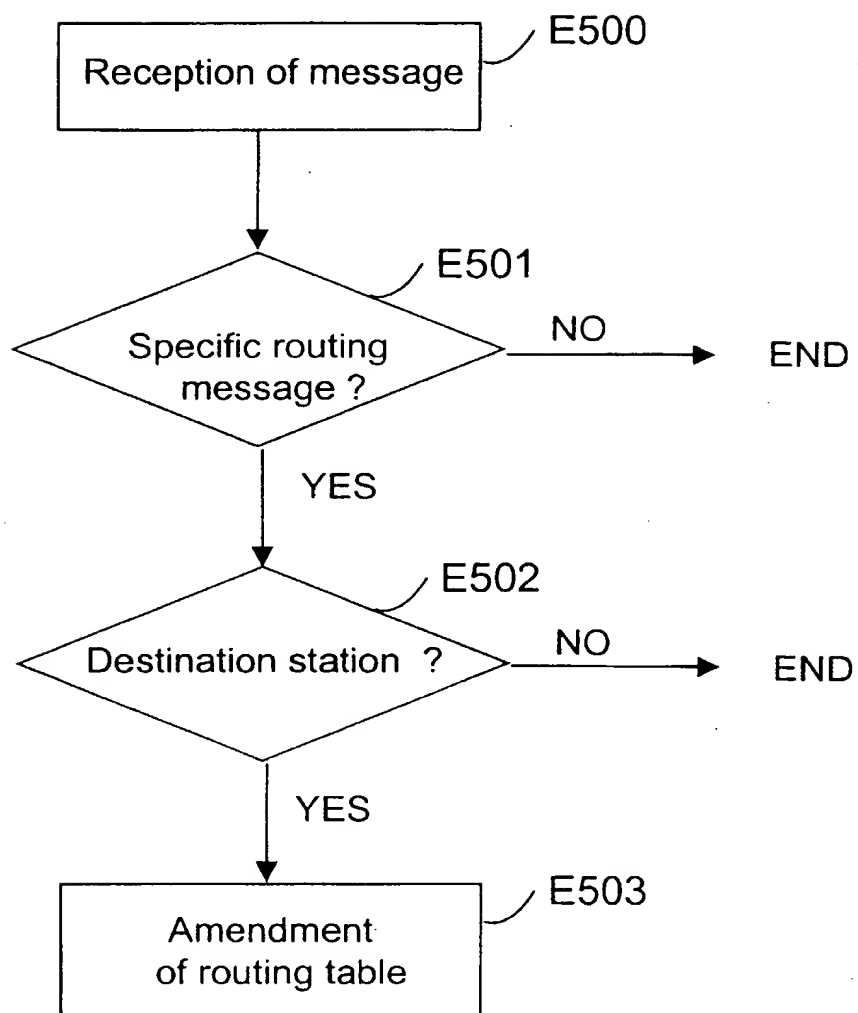 E500
Reception of message
E501
Specific routing
message ?
NO
END
YES
E502
Destination station ?
NO
END
YES
E503
Amendment
of routing table